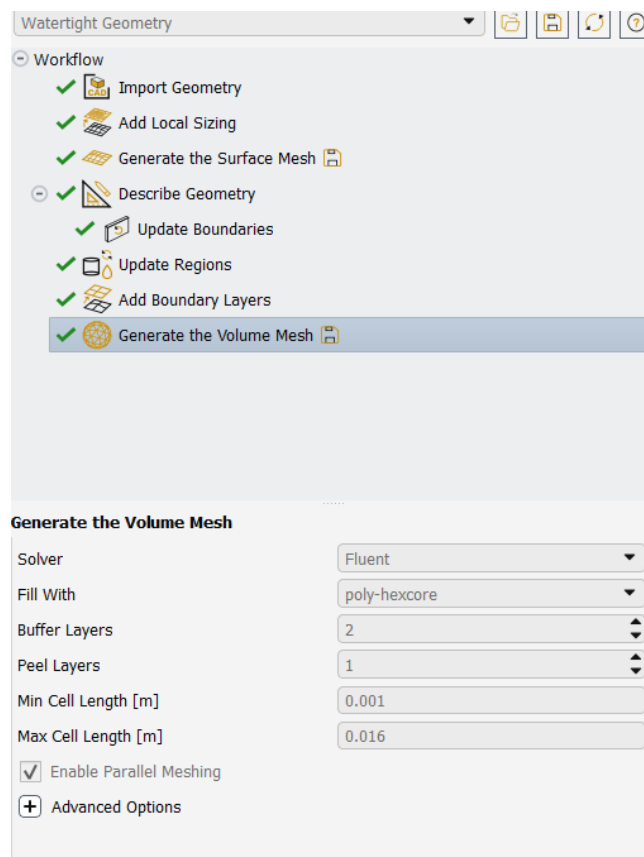 Watertight Geometry
Workflow
CAD Import Geometry
Add Local Sizing
Generate the Surface Mesh
Describe Geometry
Update Boundaries
Update Regions
Add Boundary Layers
Generate the Volume Mesh
Generate the Volume Mesh
Solver Fluent
Fill With poly-hexcore
Buffer Layers 2
Peel Layers 1
Min Cell Length [m] 0.001
Max Cell Length [m] 0.016
Enable Parallel Meshing
Advanced Options